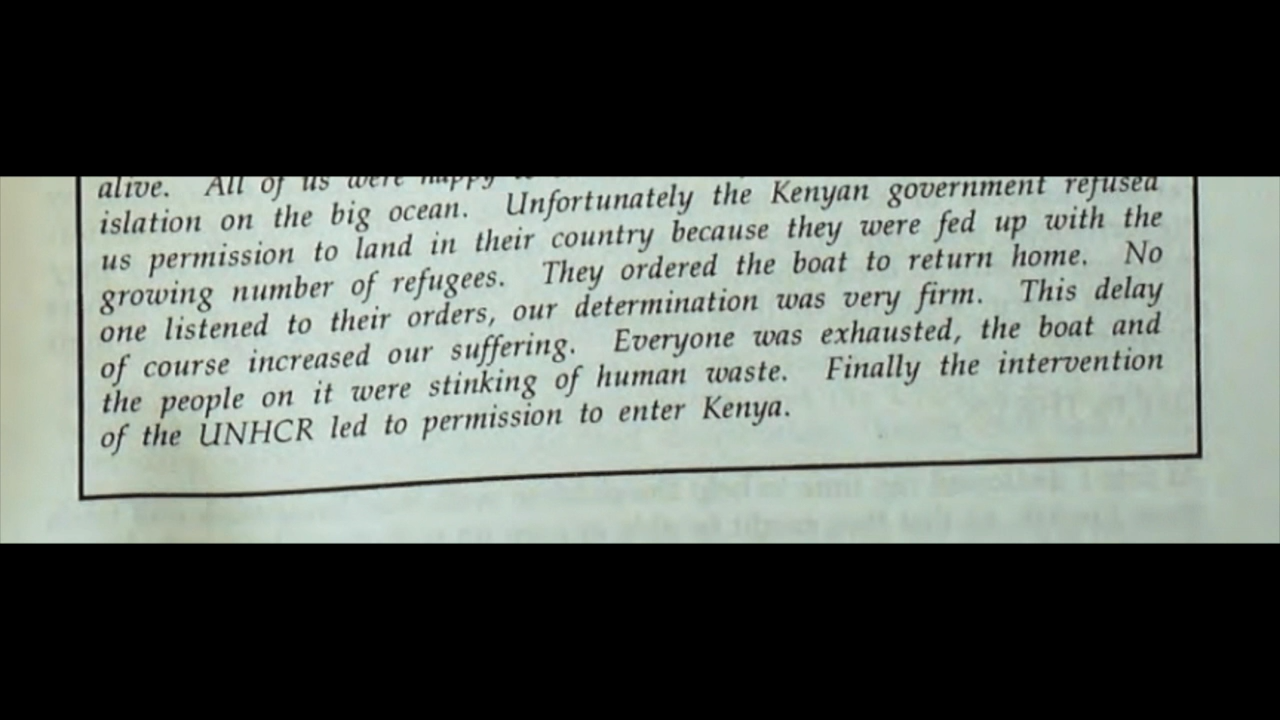 alive. All of us were happy
islation on the big ocean. Unfortunately the Kenyan government refused
us permission to land in their country because they were fed up with the
growing number of refugees. They ordered the boat to return home. No
one listened to their orders, our determination was very firm. This delay
of course increased our suffering. Everyone was exhausted, the boat and
the people on it were stinking of human waste. Finally the intervention
of the UNHCR led to permission to enter Kenya.